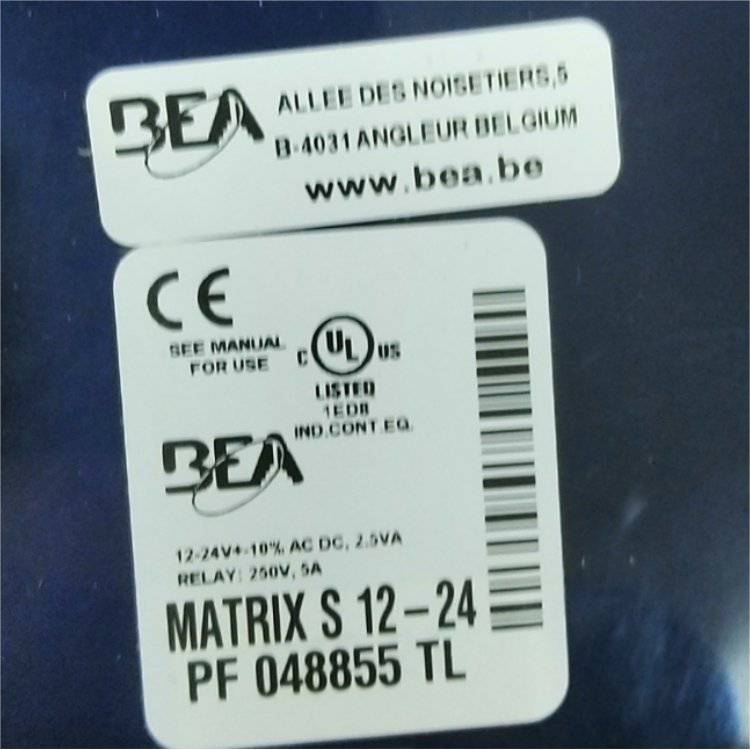 BEA
ALLEE DES NOISETIERS,5
B-4031 ANGLEUR BELGIUM
www.bea.be
CE
SEE MANUAL
FOR USE
C UL US
LISTED
1EDB
IND.CONT.EQ.
BEA
12-24V+-10%, AC DC, 2.5VA
RELAY: 250V, 5A
MATRIX S 12-24
PF 048855 TL